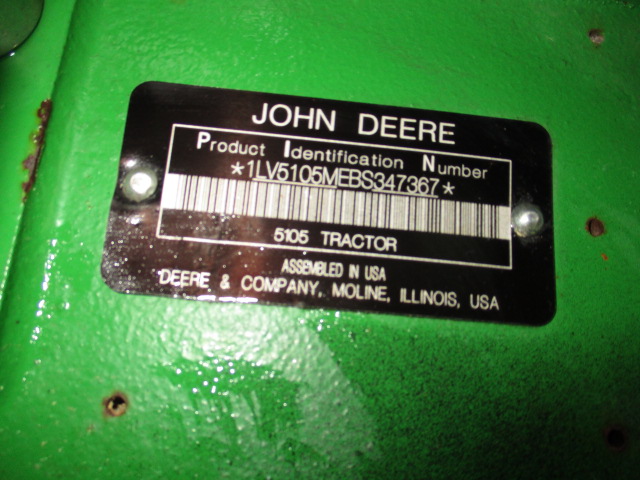 JOHN DEERE
Product Identification Number
*1LV5105MEBS347367*
5105 TRACTOR
ASSEMBLED IN USA
DEERE & COMPANY, MOLINE, ILLINOIS, USA